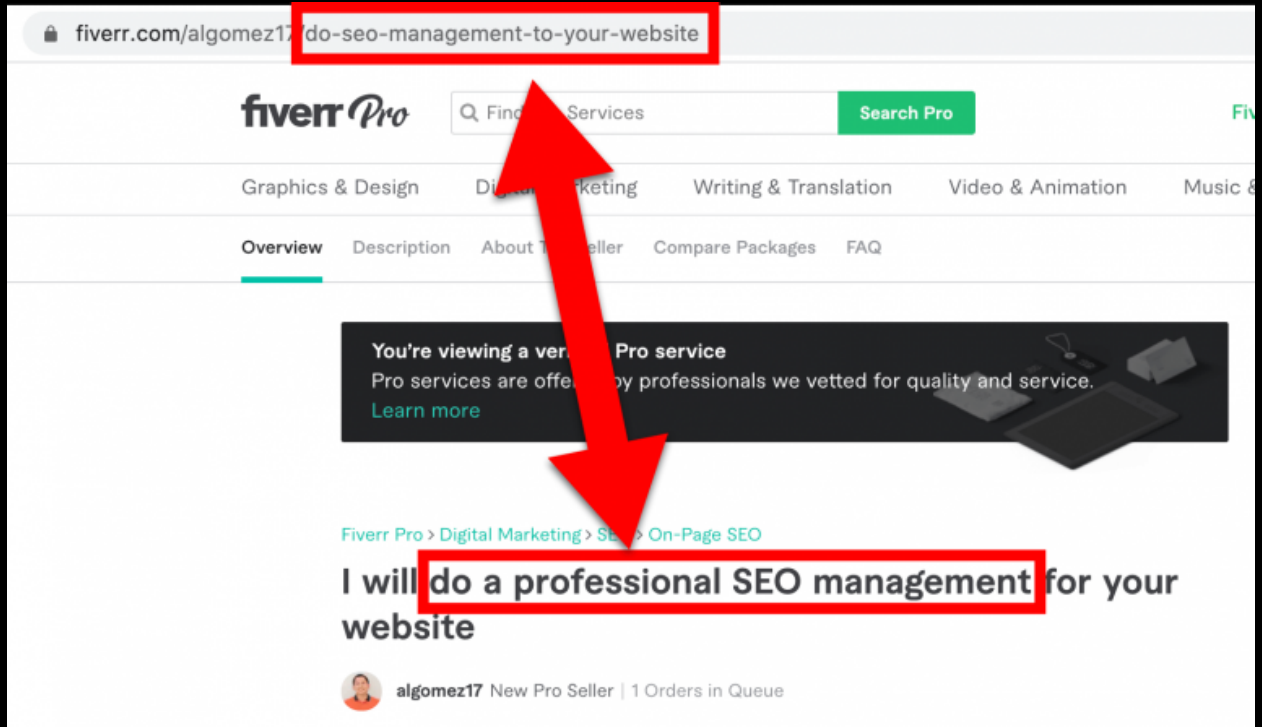 fiverr.com/algomez17/do-seo-management-to-your-website
fiverr Pro
Services
Search Pro
Graphics & Design
Writing & Translation
Video & Animation
Music &
Overview
Description
About
Compare Packages
FAQ
You're viewing a Pro service
Pro services are by professionals we vetted for quality and service.
Learn more
Fiverr Pro > Digital Marketing > > On-Page SEO
I will do a professional SEO management for your
website
algomez17 New Pro Seller | 1 Orders in Queue